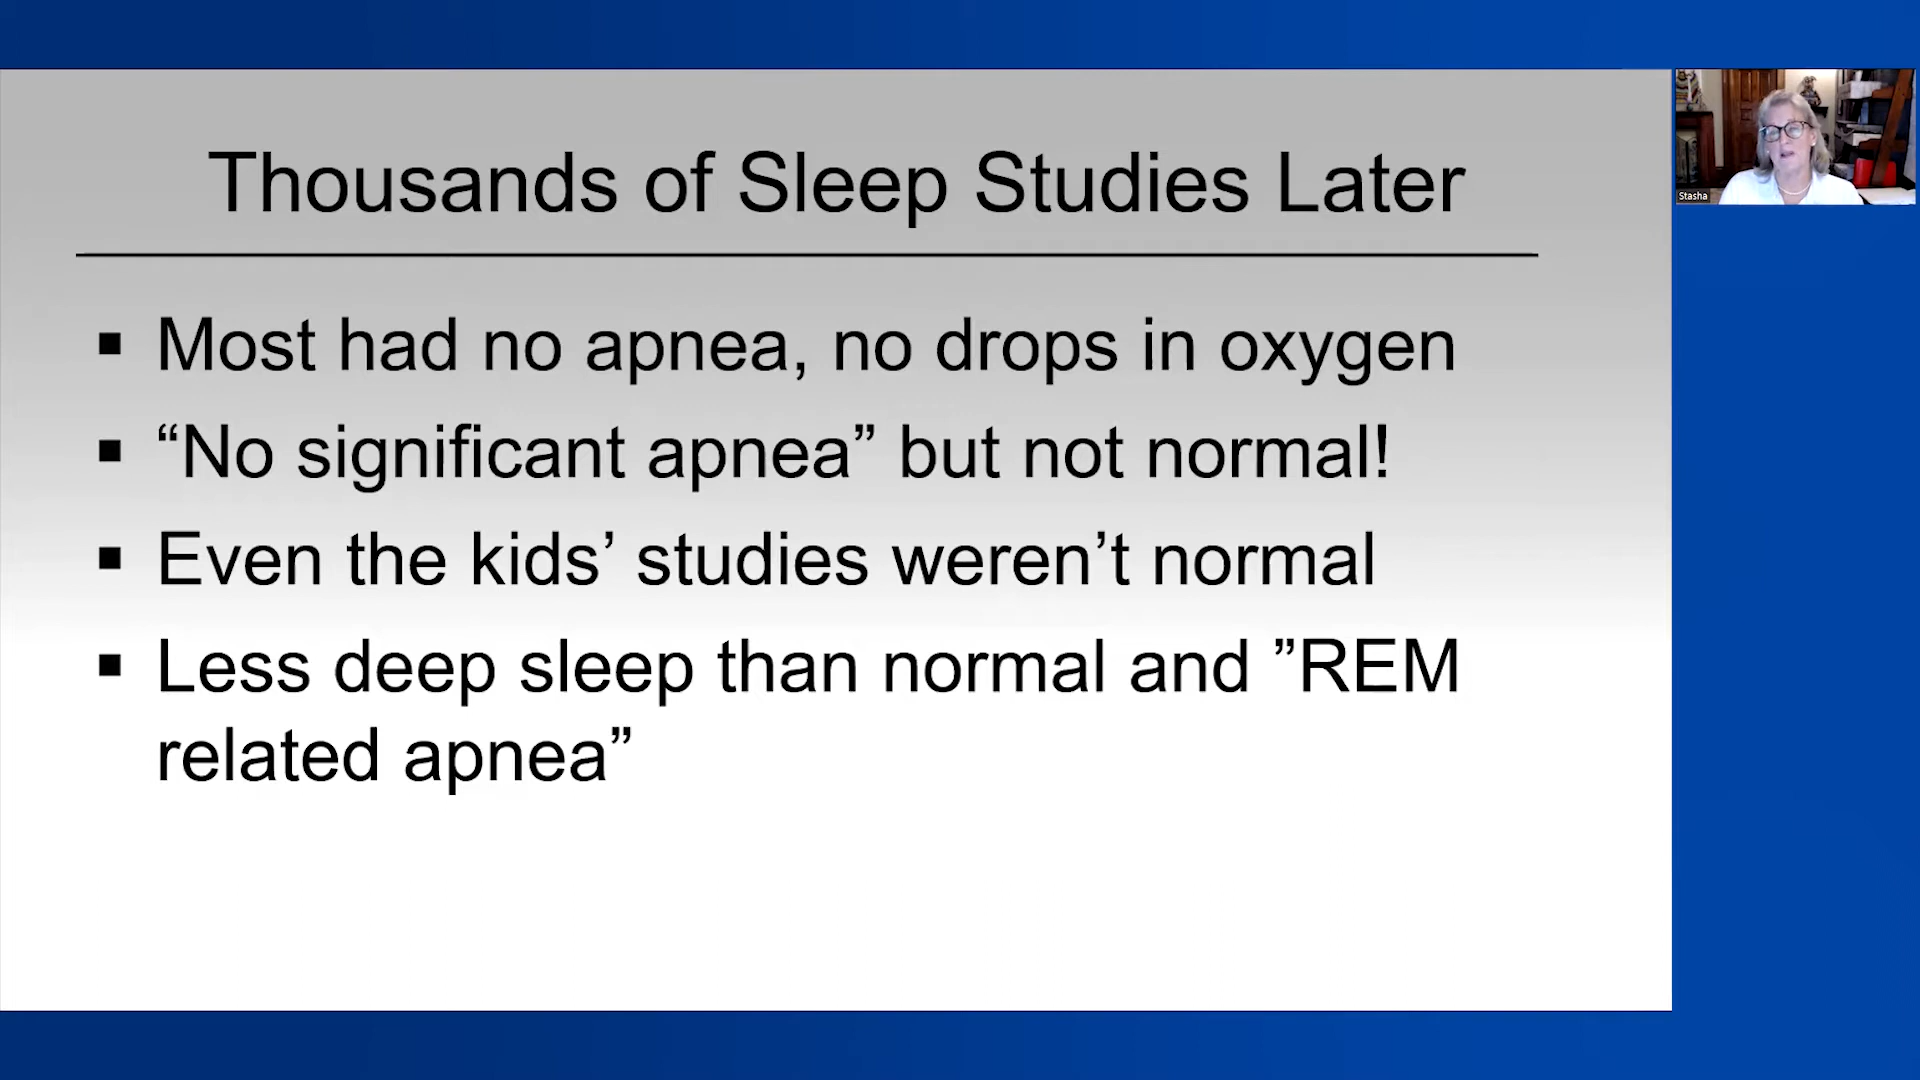 Thousands of Sleep Studies Later
▪ Most had no apnea, no drops in oxygen
▪ “No significant apnea” but not normal!
▪ Even the kids’ studies weren’t normal
▪ Less deep sleep than normal and ”REM
related apnea”
Stasha